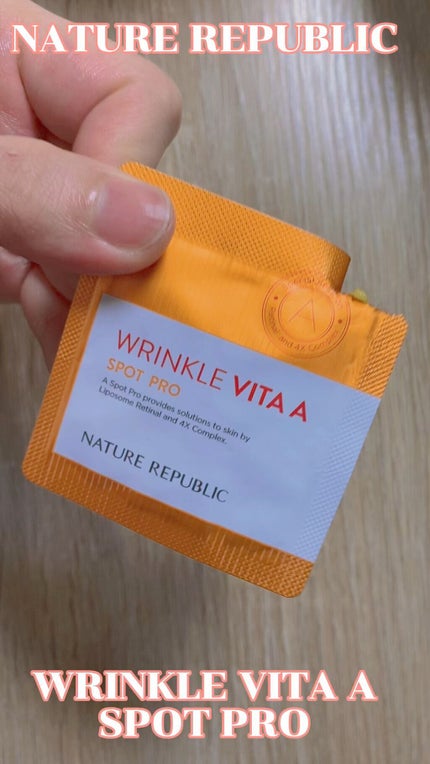 NATURE REPUBLIC
WRINKLE VITA A
SPOT PRO
A Spot Pro provides solutions to skin by
Liposome Retinal and 4X Complex.
NATURE REPUBLIC
WRINKLE VITA A
SPOT PRO